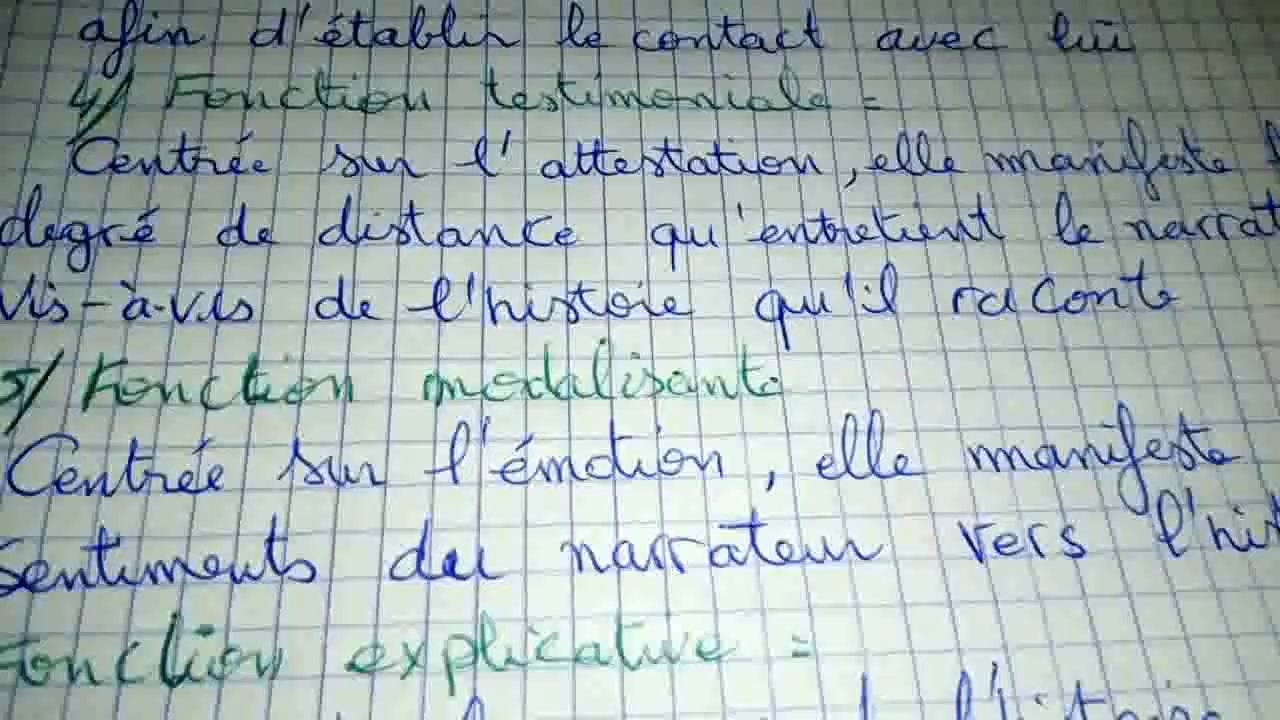 afin d'établir le contact avec lui
4/ Fonction testimoniale =
Centrée sur l'attestation, elle manifeste
degré de distance qu'entretient le narrat
vis-à-vis de l'histoire qu'il raconte
5/ Fonction modalisante
Centrée sur l'émotion, elle manifeste
sentiments du narrateur vers l'hist
Fonction explicative =